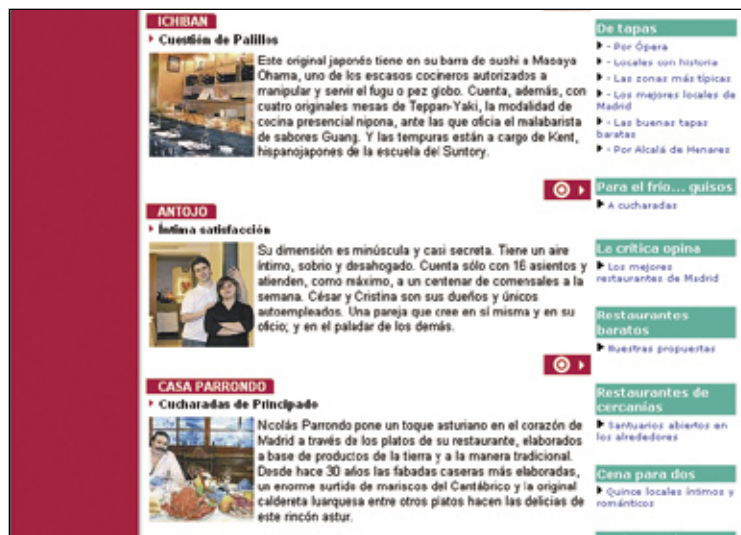 ICHIBAN
Cuestión de Palillos
Este original japonés tiene en su barra de sushi a Masaya
Ohama, uno de los escasos cocineros autorizados a
manipular y servir el fugu o pez globo. Cuenta, además, con
cuatro originales mesas de Teppan-Yaki, la modalidad de
cocina presencial nipona, ante las que oficia el malabarista
de sabores Guang. Y las tempuras están a cargo de Kent,
hispanojapones de la escuela del Suntory.
ANTOJO
Íntima satisfacción
Su dimensión es minúscula y casi secreta. Tiene un aire
íntimo, sobrio y desahogado. Cuenta sólo con 16 asientos y
atienden, como máximo, a un centenar de comensales a la
semana. César y Cristina son sus dueños y únicos
autoempleados. Una pareja que cree en sí misma y en su
oficio; y en el paladar de los demás.
CASA PARRONDO
Cucharadas de Principado
Nicolás Parrondo pone un toque asturiano en el corazón de
Madrid a través de los platos de su restaurante, elaborados
a base de productos de la tierra y a la manera tradicional.
Desde hace 30 años las fabadas caseras más elaboradas,
un enorme surtido de mariscos del Cantábrico y la original
caldereta luarquesa entre otros platos hacen las delicias de
este rincón astur.
De tapas
- Por Ópera
- Locales con historia
- Las zonas más típicas
- Los mejores locales de
Madrid
- Las buenas tapas
baratas
- Por Alcalá de Henares
Para el frío... guisos
A cucharadas
La crítica opina
Los mejores
restaurantes de Madrid
Restaurantes
baratos
Nuestras propuestas
Restaurantes de
cercanías
Santuarios abiertos en
los alrededores
Cena para dos
Quince locales íntimos y
románticos